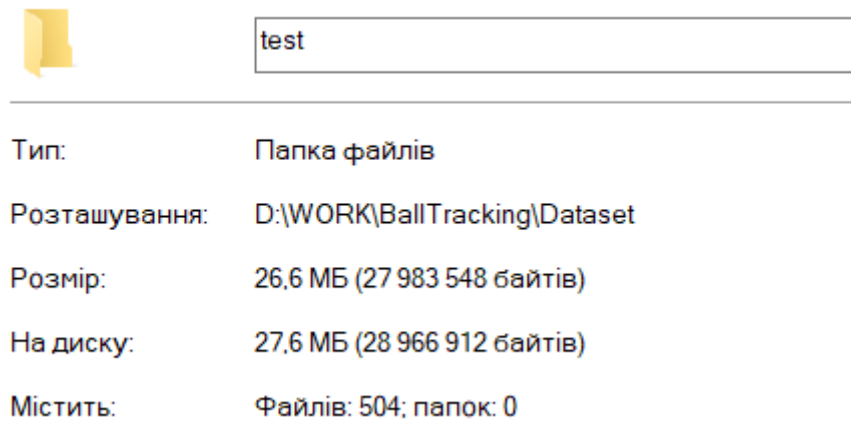 test
Тип: Папка файлів
Розташування: D:\WORK\BallTracking\Dataset
Розмір: 26,6 МБ (27 983 548 байтів)
На диску: 27,6 МБ (28 966 912 байтів)
Містить: Файлів: 504; папок: 0